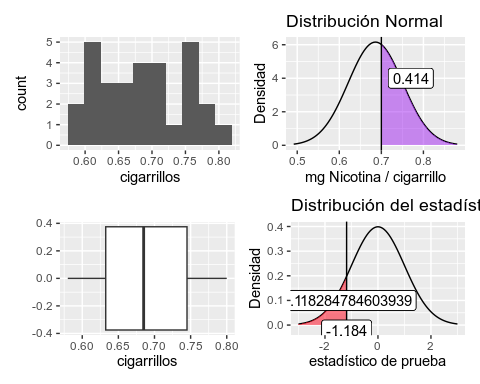 5
4
3
2
1
0
count
0.60 0.65 0.70 0.75 0.80
cigarrillos
Distribución Normal
6
4
2
0
Densidad
0.414
0.5 0.6 0.7 0.8
mg Nicotina / cigarrillo
0.4
0.2
0.0
-0.2
-0.4
0.60 0.65 0.70 0.75 0.80
cigarrillos
Distribución del estadíst
0.4
0.3
0.2
0.1
0.0
Densidad
.118284784603939
-1.184
-2 0 2
estadístico de prueba